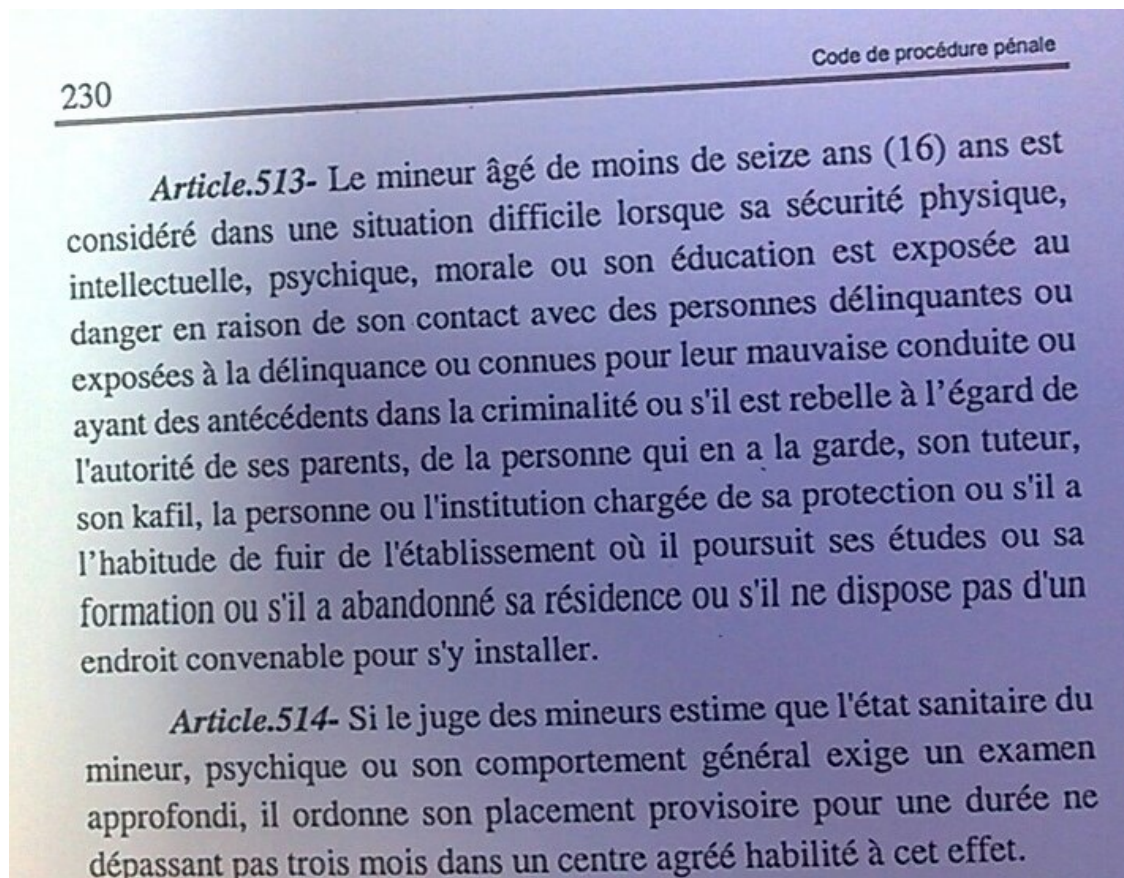 Code de procédure pénale
230
Article.513- Le mineur âgé de moins de seize ans (16) ans est
considéré dans une situation difficile lorsque sa sécurité physique,
intellectuelle, psychique, morale ou son éducation est exposée au
danger en raison de son contact avec des personnes délinquantes ou
exposées à la délinquance ou connues pour leur mauvaise conduite ou
ayant des antécédents dans la criminalité ou s'il est rebelle à l’égard de
l'autorité de ses parents, de la personne qui en a la garde, son tuteur,
son kafil, la personne ou l'institution chargée de sa protection ou s'il a
l’habitude de fuir de l'établissement où il poursuit ses études ou sa
formation ou s'il a abandonné sa résidence ou s'il ne dispose pas d'un
endroit convenable pour s'y installer.
Article.514- Si le juge des mineurs estime que l'état sanitaire du
mineur, psychique ou son comportement général exige un examen
approfondi, il ordonne son placement provisoire pour une durée ne
dépassant pas trois mois dans un centre agréé habilité à cet effet.